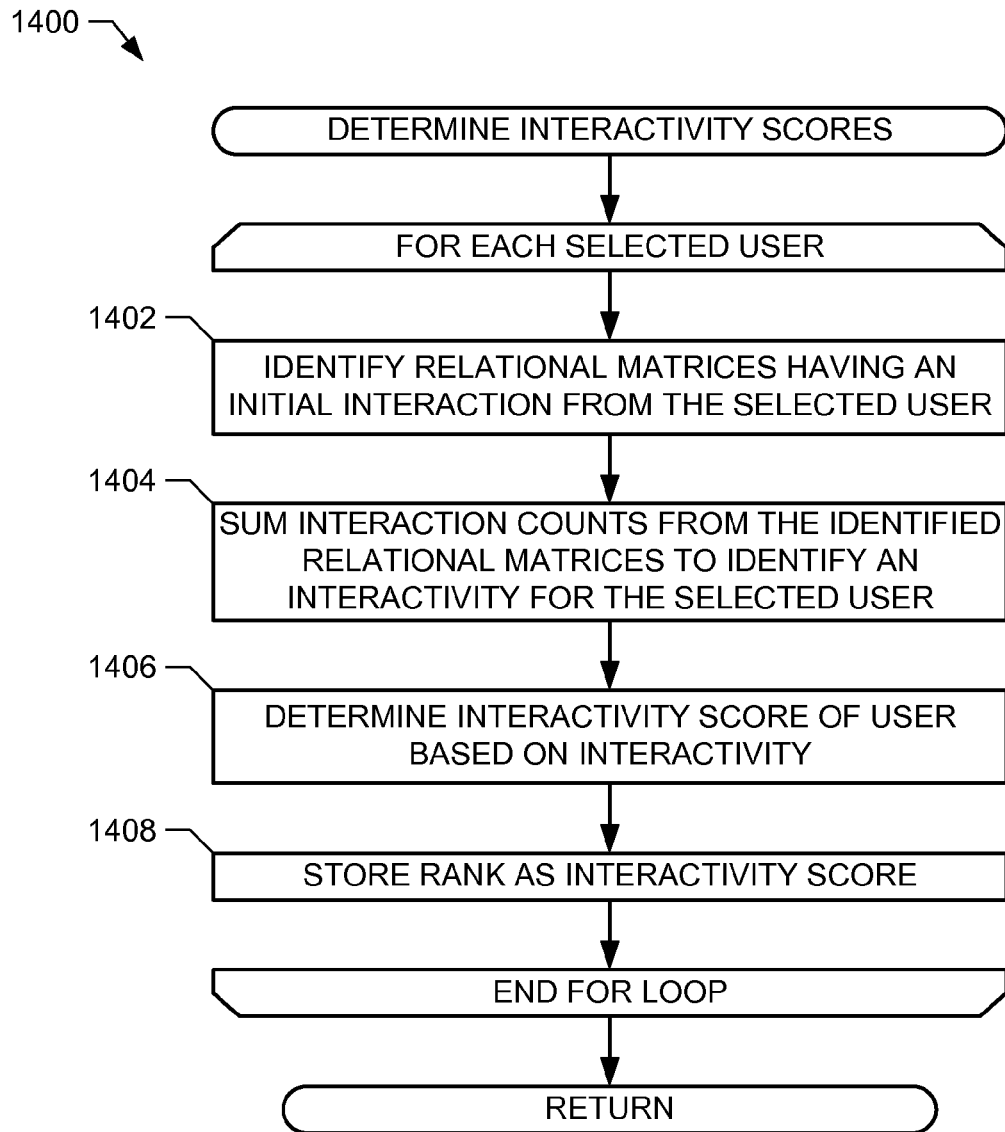 1400
DETERMINE INTERACTIVITY SCORES
FOR EACH SELECTED USER
1402
IDENTIFY RELATIONAL MATRICES HAVING AN
INITIAL INTERACTION FROM THE SELECTED USER
1404
SUM INTERACTION COUNTS FROM THE IDENTIFIED
RELATIONAL MATRICES TO IDENTIFY AN
INTERACTIVITY FOR THE SELECTED USER
1406
DETERMINE INTERACTIVITY SCORE OF USER
BASED ON INTERACTIVITY
1408
STORE RANK AS INTERACTIVITY SCORE
END FOR LOOP
RETURN